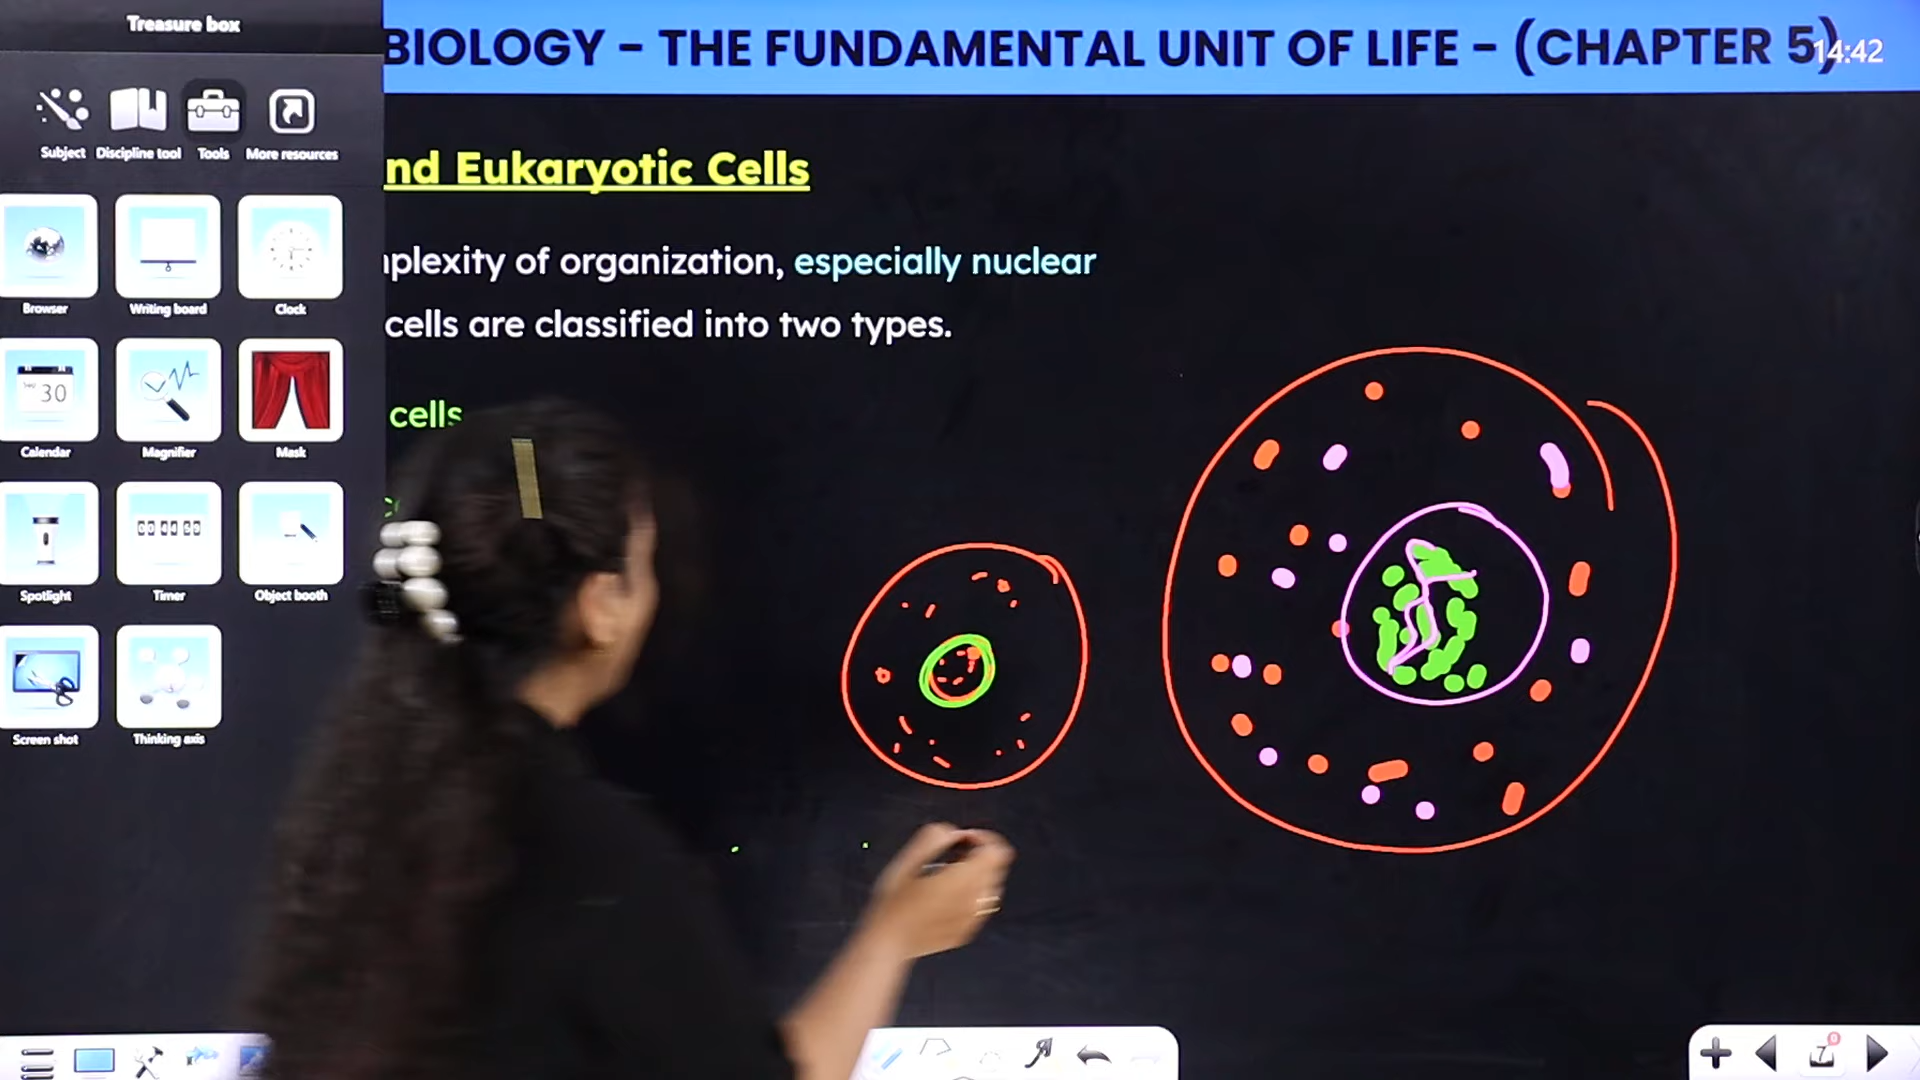 Treasure box
BIOLOGY - THE FUNDAMENTAL UNIT OF LIFE - (CHAPTER 5)
14:42
Subject
Discipline tool
Tools
More resources
nd Eukaryotic Cells
plexity of organization, especially nuclear
cells are classified into two types.
cells
Browser
Writing board
Clock
30
Calendar
Magnifier
Mask
Spotlight
Timer
Object booth
Screen shot
Thinking axis
7